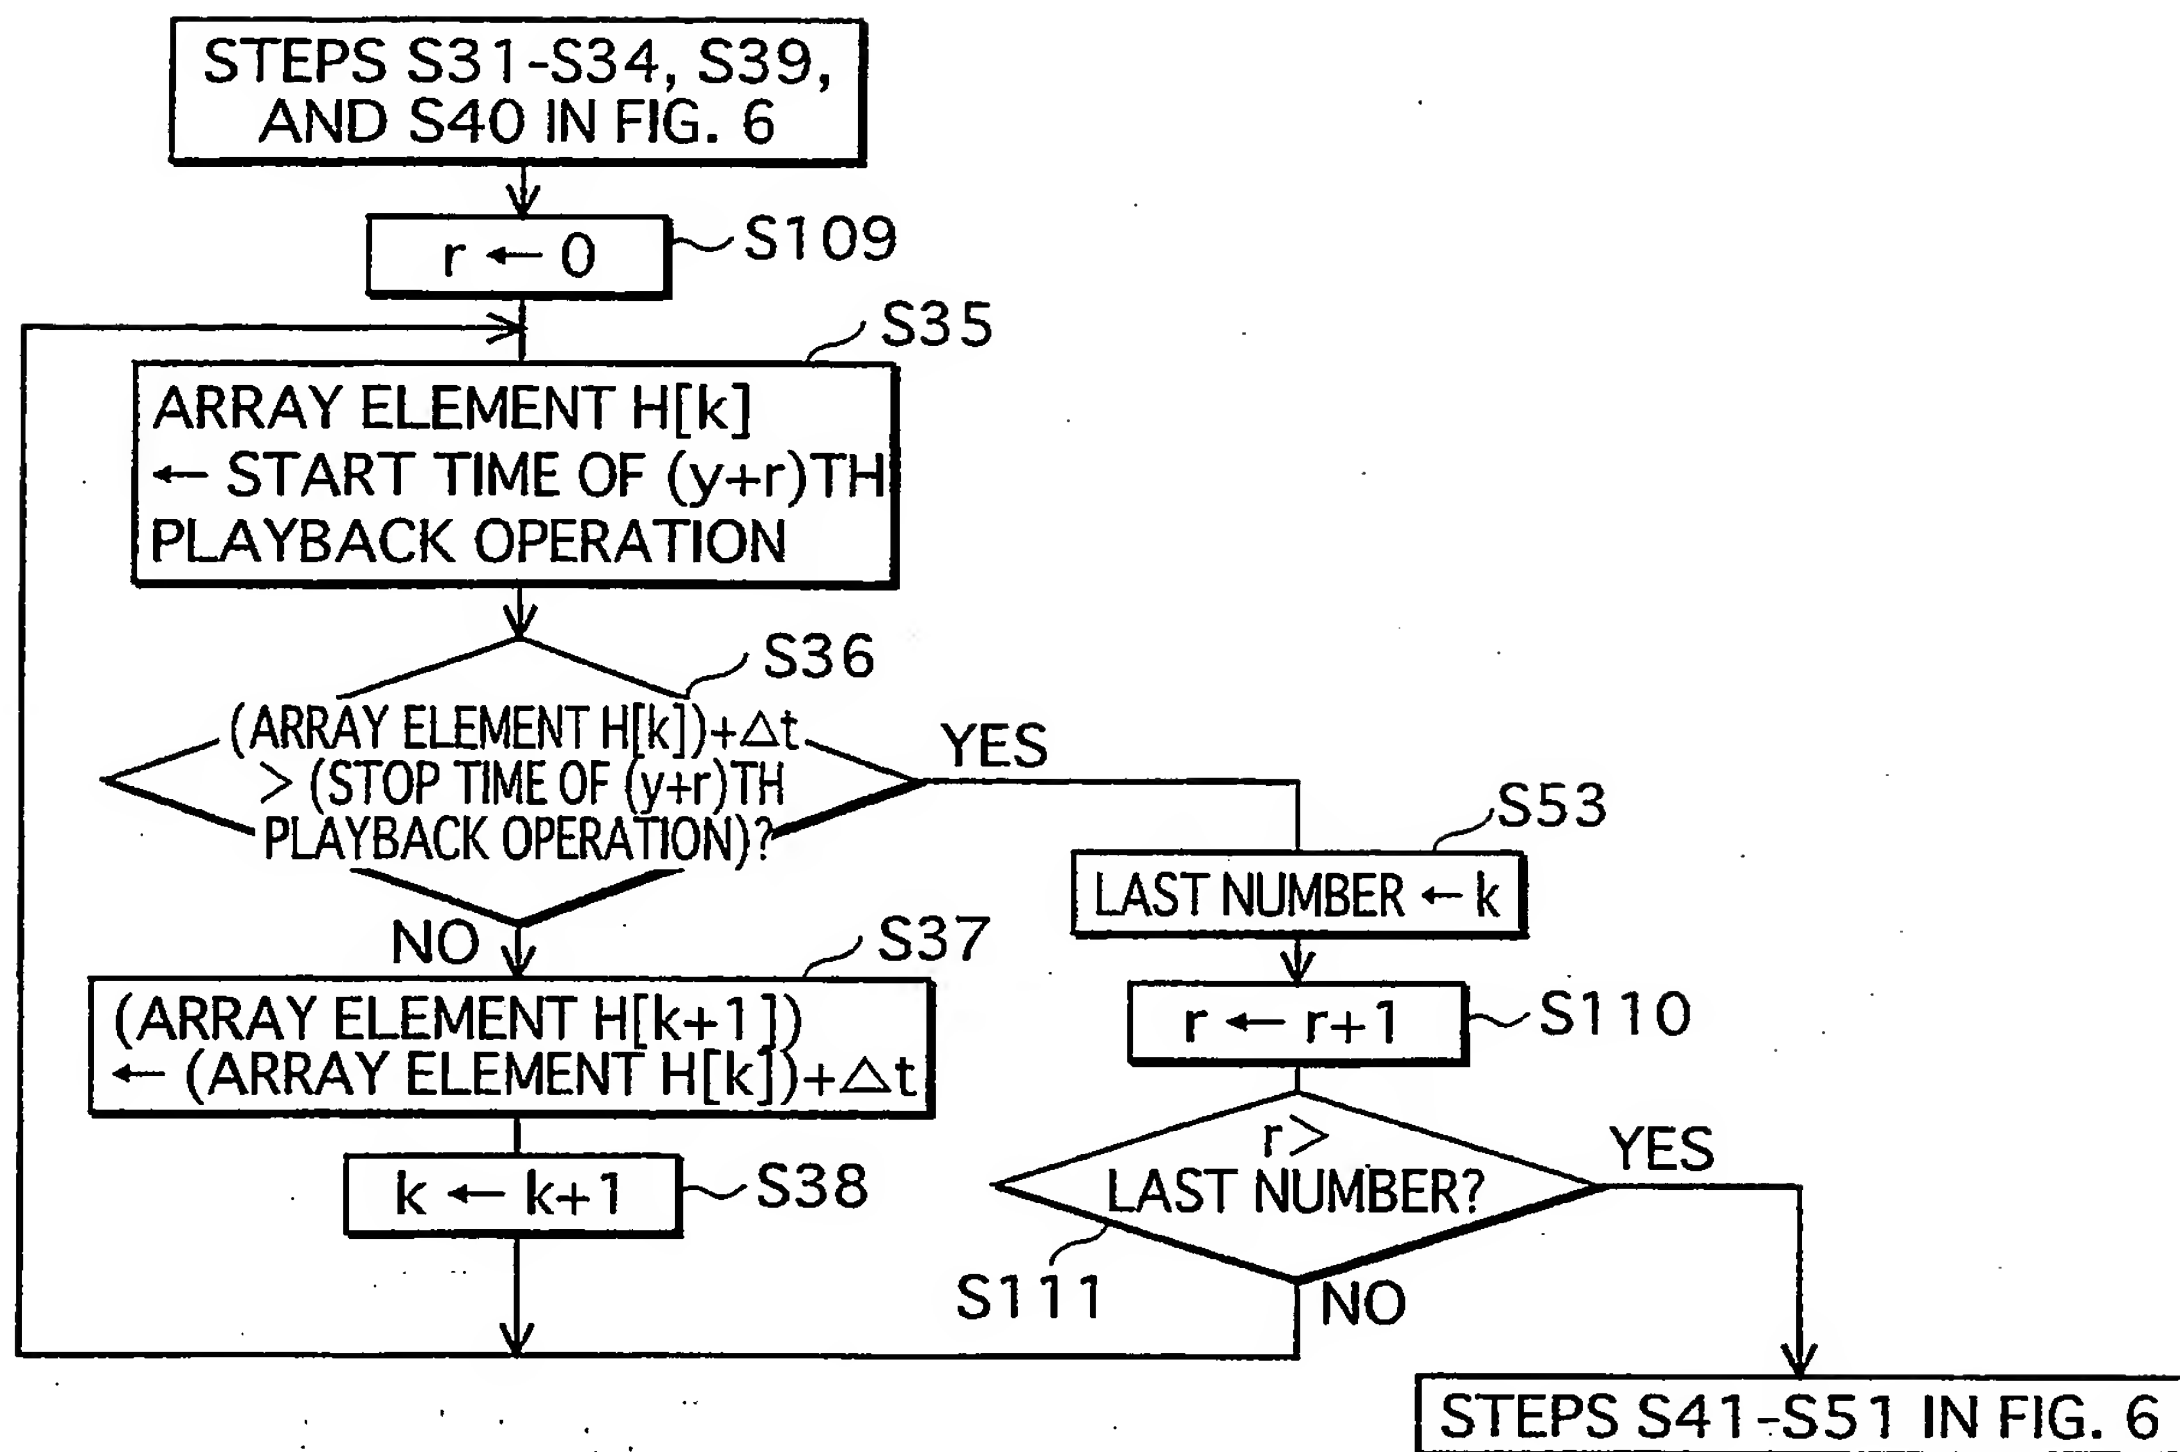 STEPS S31-S34, S39,
AND S40 IN FIG. 6
r ← 0
S109
S35
ARRAY ELEMENT H[k]
← START TIME OF (y+r)TH
PLAYBACK OPERATION
S36
(ARRAY ELEMENT H[k])+△t
> (STOP TIME OF (y+r)TH
PLAYBACK OPERATION)?
YES
NO
S37
(ARRAY ELEMENT H[k+1])
← (ARRAY ELEMENT H[k])+△t
k ← k+1
S38
S53
LAST NUMBER ← k
r ← r+1
S110
r>
LAST NUMBER?
YES
S111
NO
STEPS S41-S51 IN FIG. 6